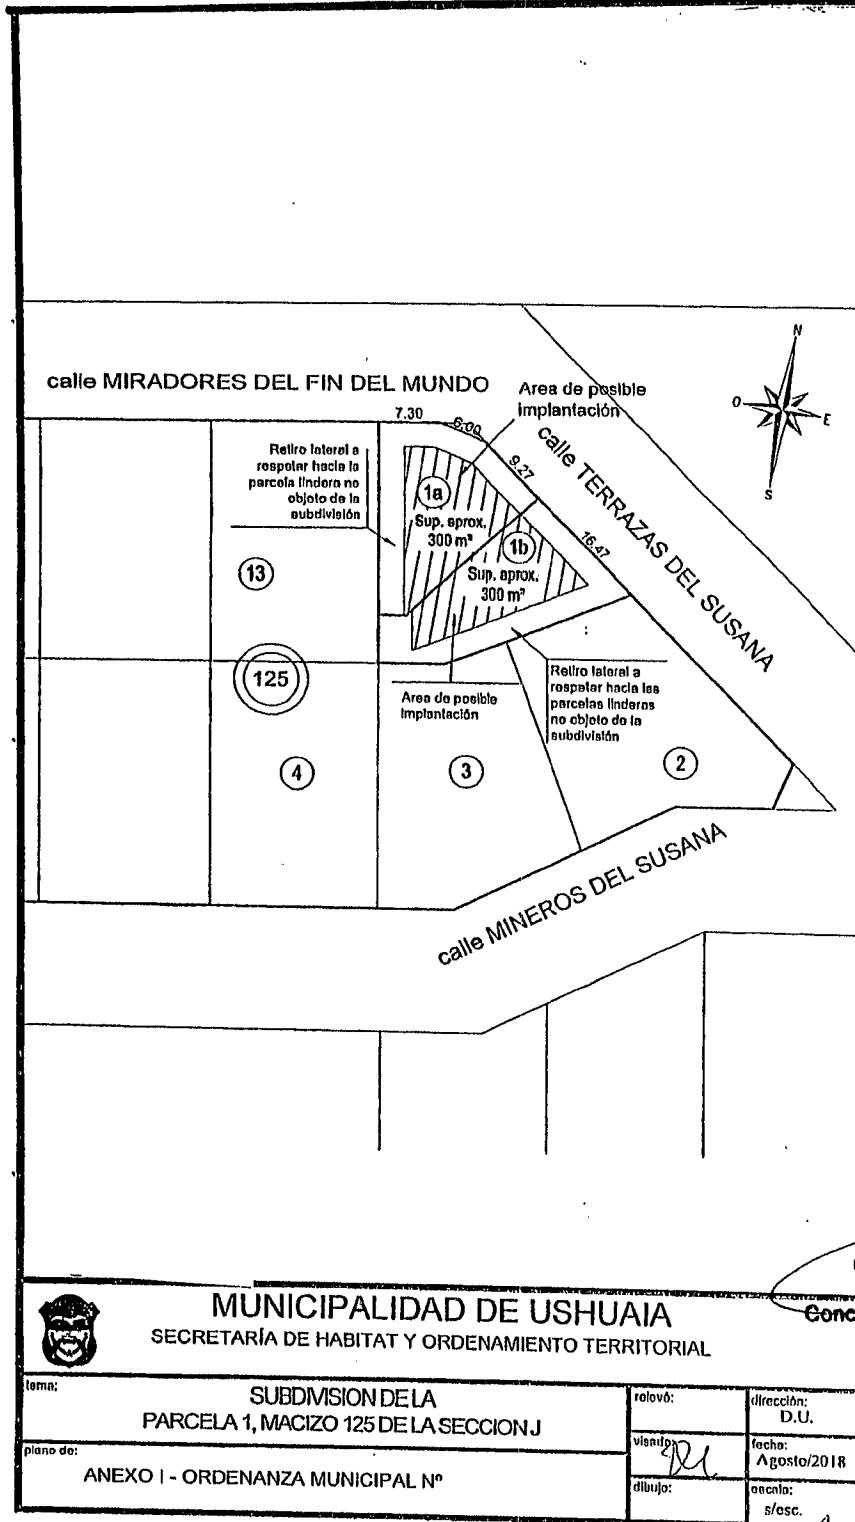 N
calle MIRADORES DEL FIN DEL MUNDO
Area de posible
implantación
O
E
S
7.30
6.00
9.27
16.47
calle TERRAZAS DEL SUSANA
Retiro lateral a
respetar hacia la
parcela lindera no
objeto de la
subdivisión
1a
Sup. aprox.
300 m²
1b
Sup. aprox.
300 m²
13
125
Area de posible
implantación
Retiro lateral a
respetar hacia las
parcelas linderas
no objeto de la
subdivisión
4
3
2
calle MINEROS DEL SUSANA
MUNICIPALIDAD DE USHUAIA
SECRETARÍA DE HABITAT Y ORDENAMIENTO TERRITORIAL
Conc
tema:
SUBDIVISION DE LA
PARCELA 1, MACIZO 125 DE LA SECCION J
plano de:
ANEXO I - ORDENANZA MUNICIPAL Nº
relevó:
dirección:
D.U.
visado:
fecha:
Agosto/2018
dibujo:
escala:
s/esc.